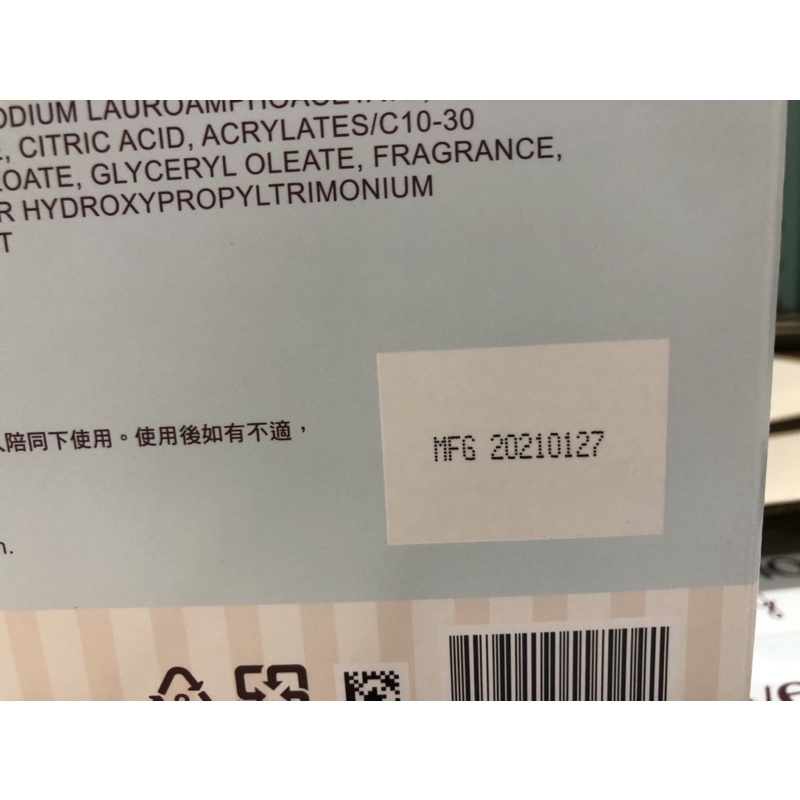 , CITRIC ACID, ACRYLATES/C10-30
GLYCERYL OLEATE, FRAGRANCE,
HYDROXYPROPYLTRIMONIUM
陪同下使用。使用後如有不適,
MFG 20210127